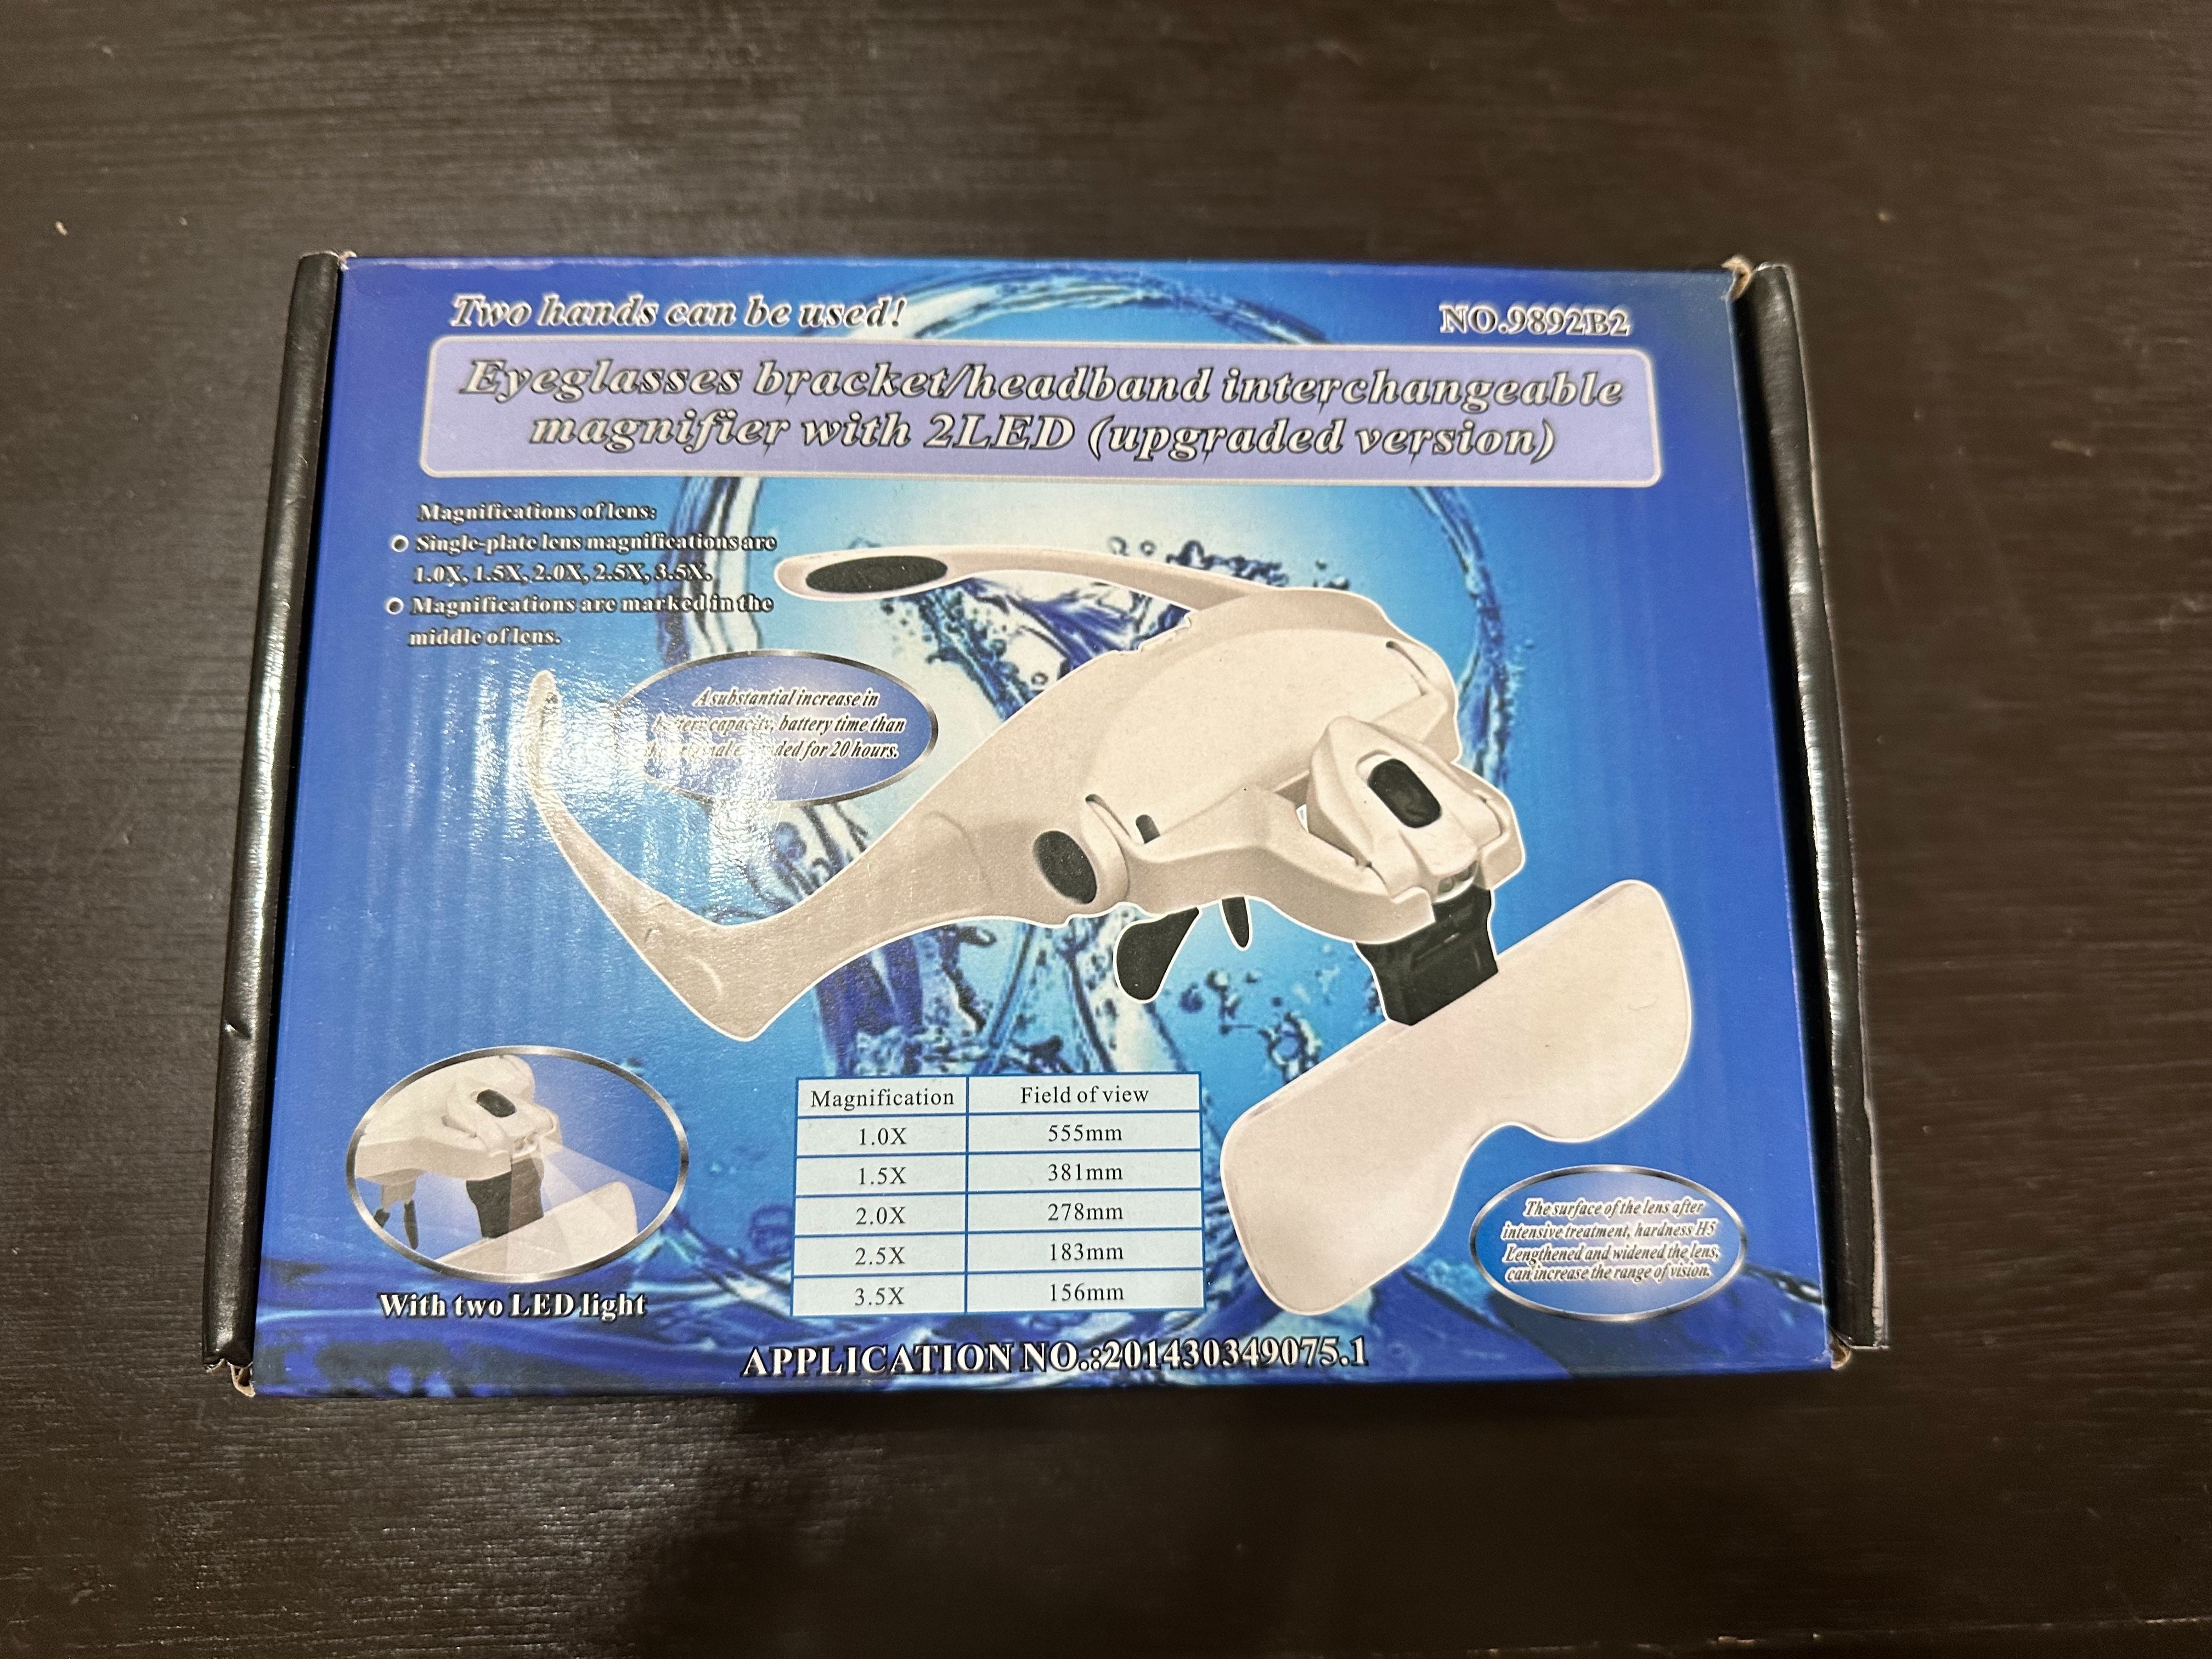 Two hands can be used!
NO.9892B2
Eyeglasses bracket/headband interchangeable
magnifier with 2LED (upgraded version)
Magnifications of lens:
Single-plate lens magnifications are
1.0X, 1.5X, 2.0X, 2.5X, 3.5X.
Magnifications are marked in the
middle of lens.
A substantial increase in
battery capacity, battery time than
for 20 hours.
Magnification Field of view
1.0X 555mm
1.5X 381mm
2.0X 278mm
2.5X 183mm
3.5X 156mm
With two LED light
The surface of the lens after
intensive treatment, hardness H5
Lengthened and widened the lens,
can increase the range of vision.
APPLICATION NO.:201430349075.1